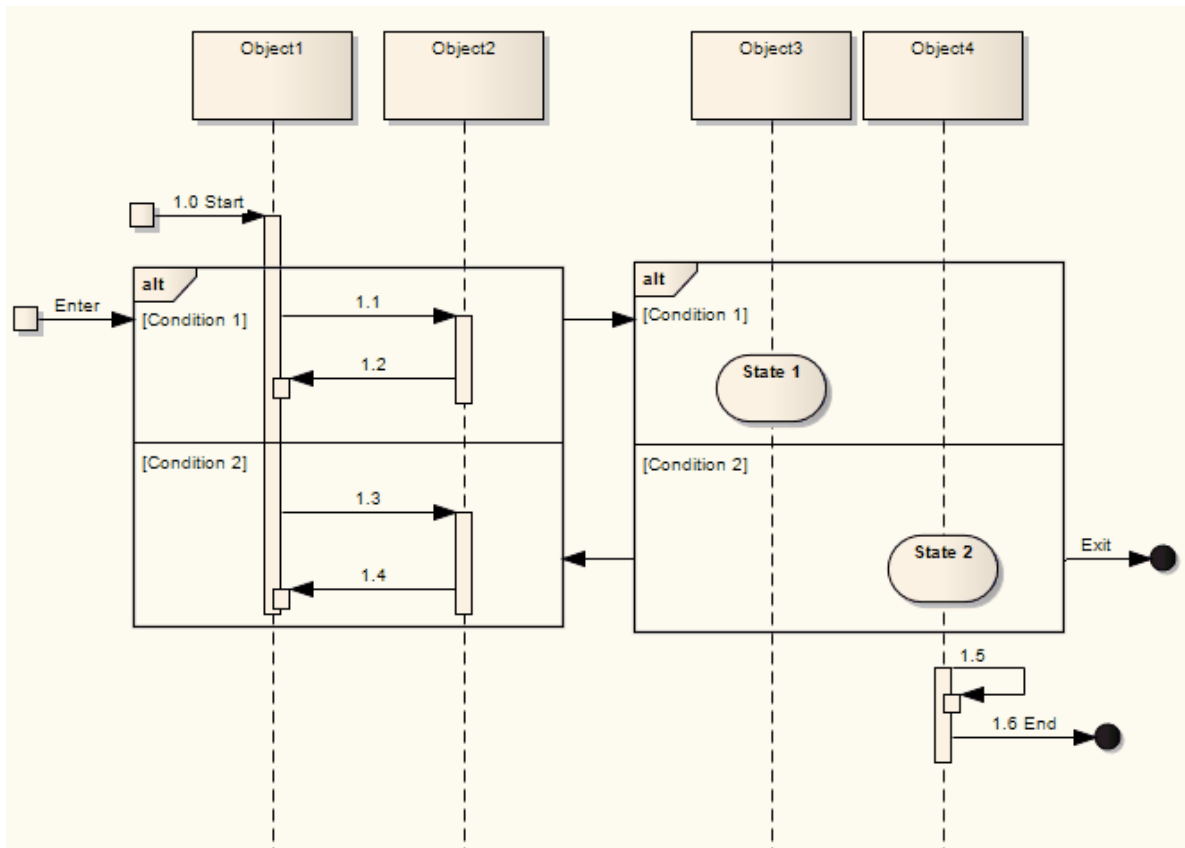 Object1
Object2
Object3
Object4
1.0 Start
alt
alt
Enter
1.1
[Condition 1]
[Condition 1]
1.2
State 1
[Condition 2]
[Condition 2]
1.3
State 2
Exit
1.4
1.5
1.6 End